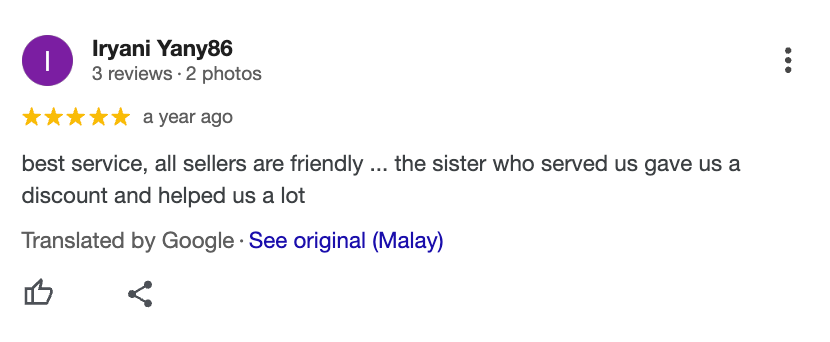 I
Iryani Yany86
3 reviews · 2 photos
a year ago
best service, all sellers are friendly ... the sister who served us gave us a
discount and helped us a lot
Translated by Google · See original (Malay)